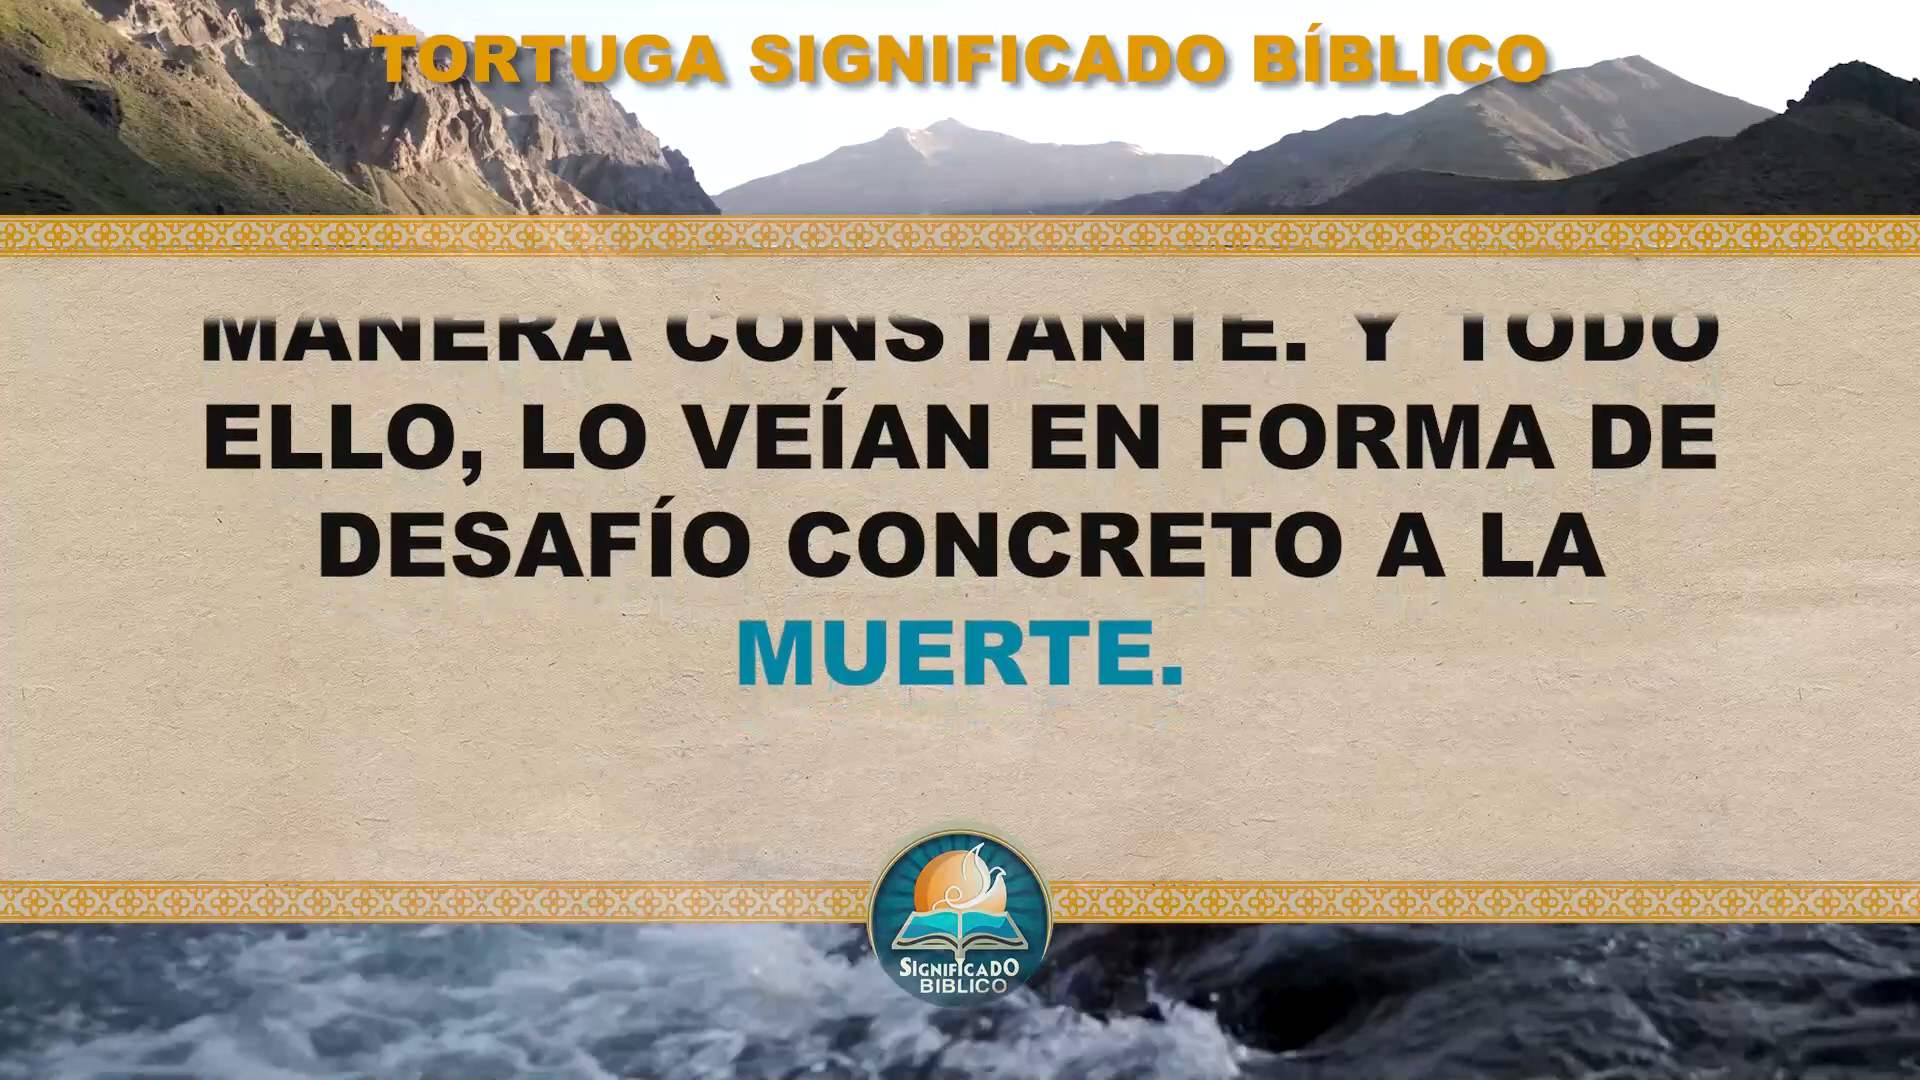 TORTUGA SIGNIFICADO BÍBLICO
MANERA CONSTANTE. Y TODO
ELLO, LO VEÍAN EN FORMA DE
DESAFÍO CONCRETO A LA
MUERTE.
SIGNIFICADO
BIBLICO